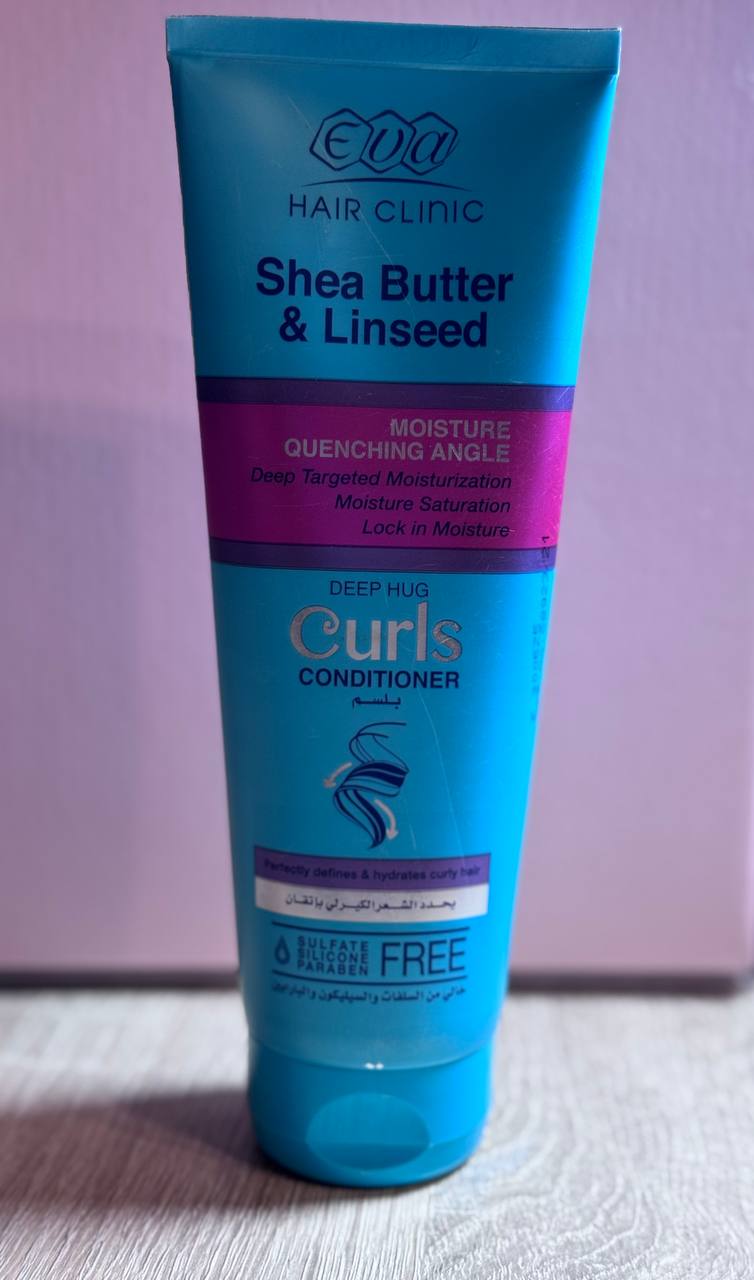 Eva
HAIR CLINIC
Shea Butter
& Linseed
MOISTURE
QUENCHING ANGLE
Deep Targeted Moisturization
Moisture Saturation
Lock in Moisture
DEEP HUG
Curls
CONDITIONER
بلسم
Perfectly defines & hydrates curly hair
يحدد الشعر الكيرلي بإتقان
SULFATE
SILICONE
PARABEN
FREE
خالي من السلفات والسيليكون والبارابين